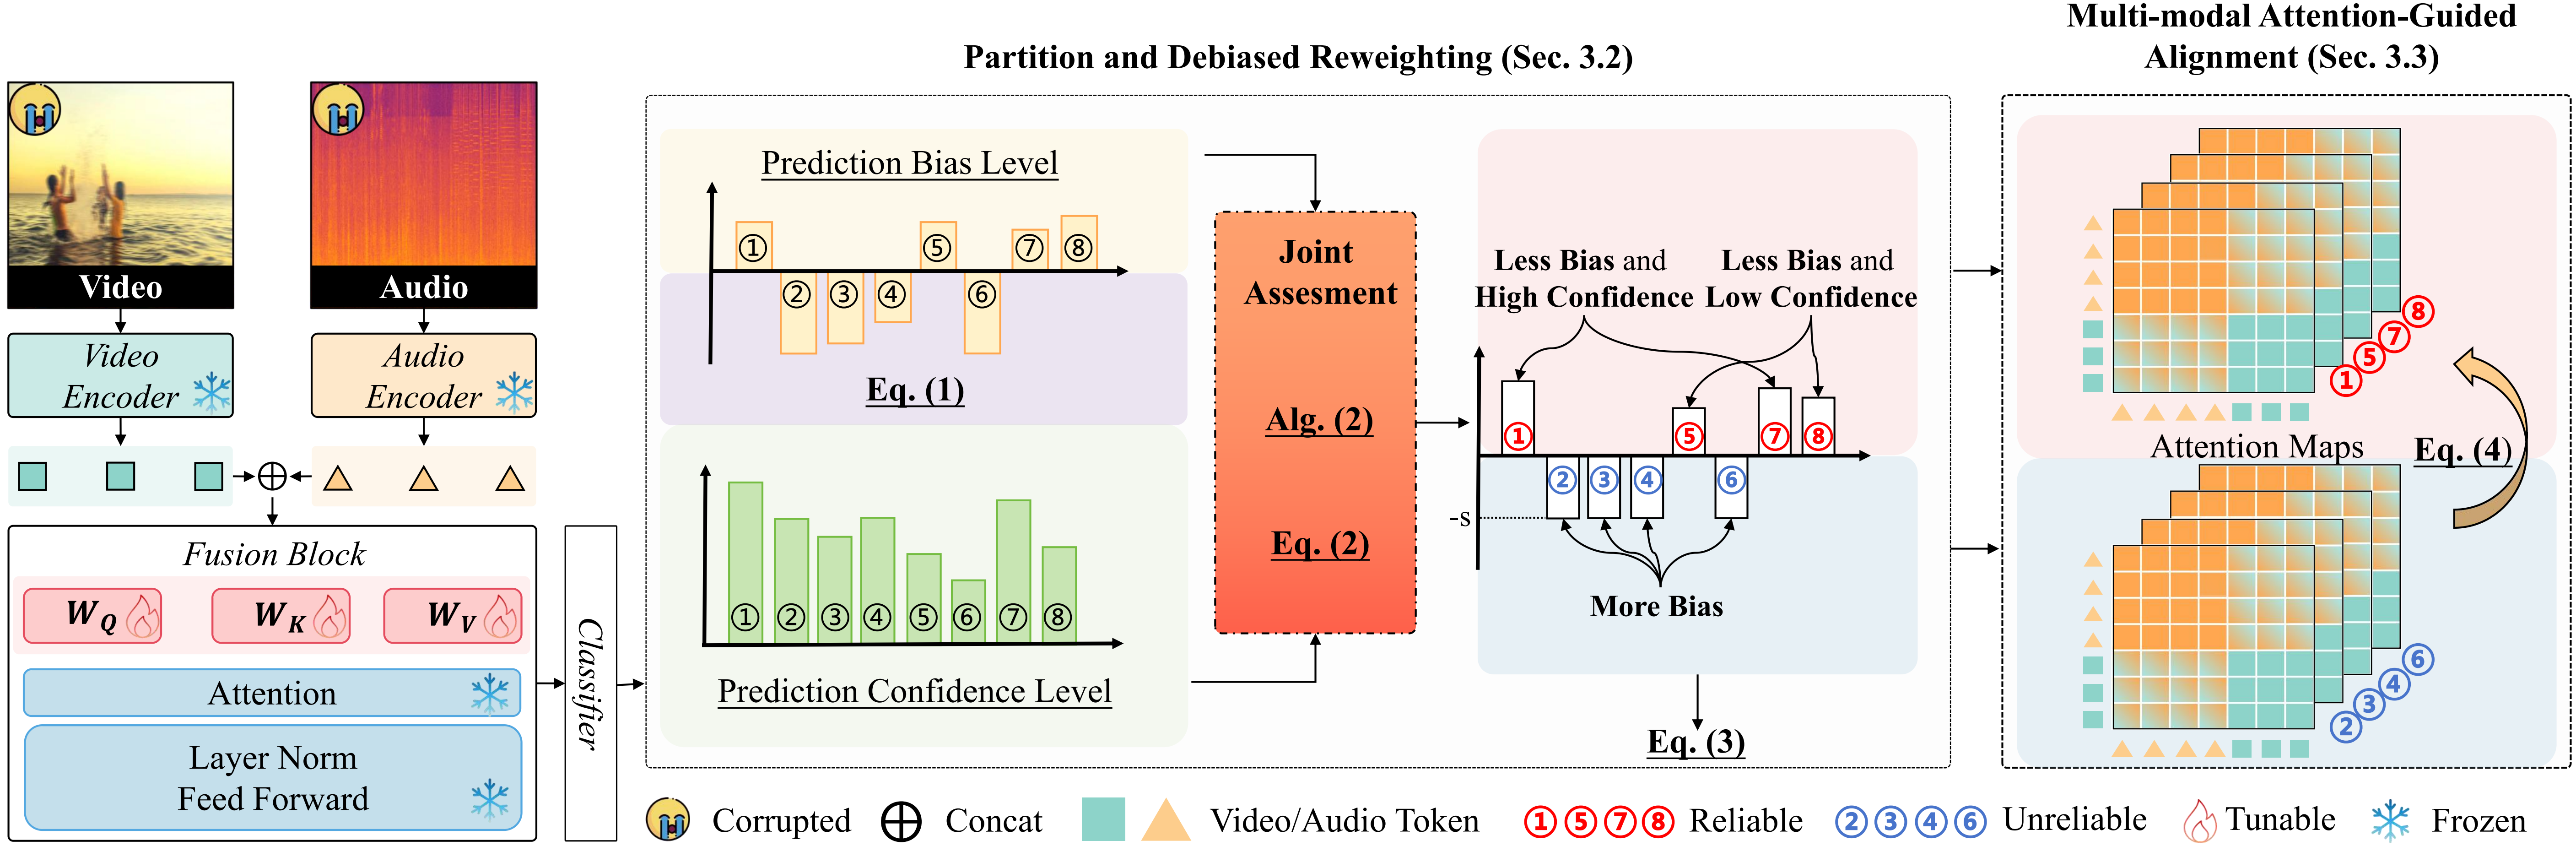 Multi-modal Attention-Guided
Alignment (Sec. 3.3)
Partition and Debiased Reweighting (Sec. 3.2)
Video
Audio
Video
Encoder
Audio
Encoder
Fusion Block
W_Q
W_K
W_V
Attention
Layer Norm
Feed Forward
Classifier
Prediction Bias Level
① ② ③ ④ ⑤ ⑥ ⑦ ⑧
Eq. (1)
① ② ③ ④ ⑤ ⑥ ⑦ ⑧
Prediction Confidence Level
Joint
Assesment
Alg. (2)
Eq. (2)
Less Bias and
High Confidence
Less Bias and
Low Confidence
① ⑤ ⑦ ⑧
② ③ ④ ⑥
-s
More Bias
Eq. (3)
① ⑤ ⑦ ⑧
Attention Maps
Eq. (4)
② ③ ④ ⑥
Corrupted
Concat
Video/Audio Token
① ⑤ ⑦ ⑧ Reliable
② ③ ④ ⑥ Unreliable
Tunable
Frozen